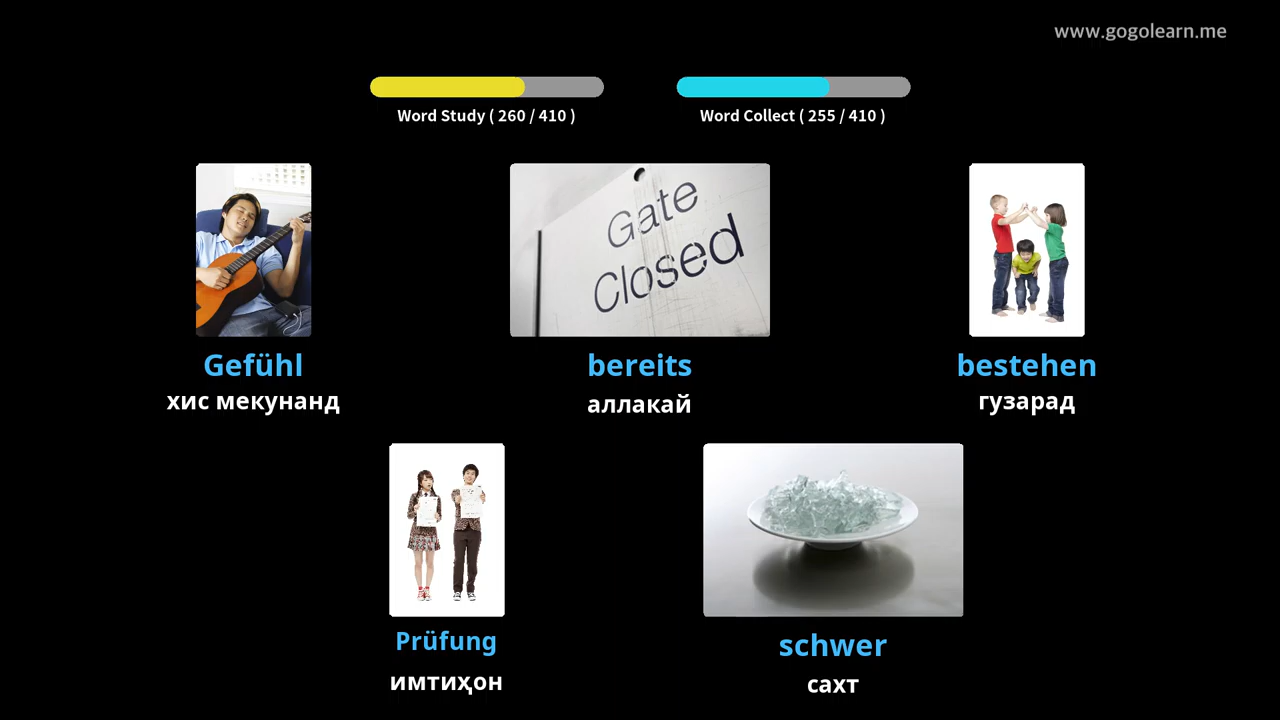 www.gogolearn.me
Word Study ( 260 / 410 )
Word Collect ( 255 / 410 )
Gate
Closed
Gefühl
хис мекунанд
bereits
аллакай
bestehen
гузарад
Prüfung
имтиҳон
schwer
сахт